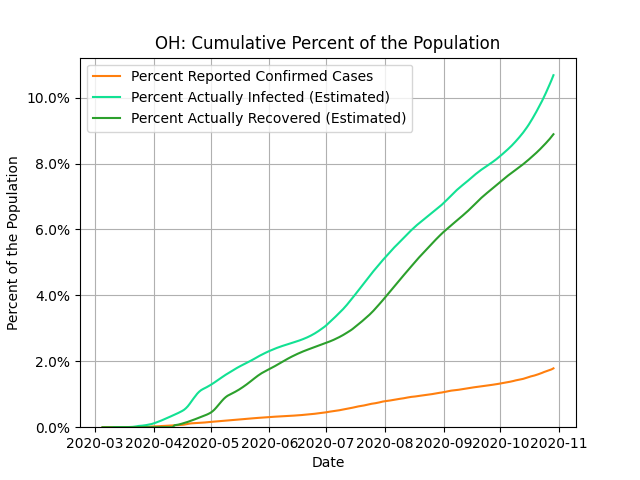 OH: Cumulative Percent of the Population
Percent Reported Confirmed Cases
Percent Actually Infected (Estimated)
Percent Actually Recovered (Estimated)
10.0%
8.0%
6.0%
4.0%
2.0%
0.0%
Percent of the Population
2020-03 2020-04 2020-05 2020-06 2020-07 2020-08 2020-09 2020-10 2020-11
Date